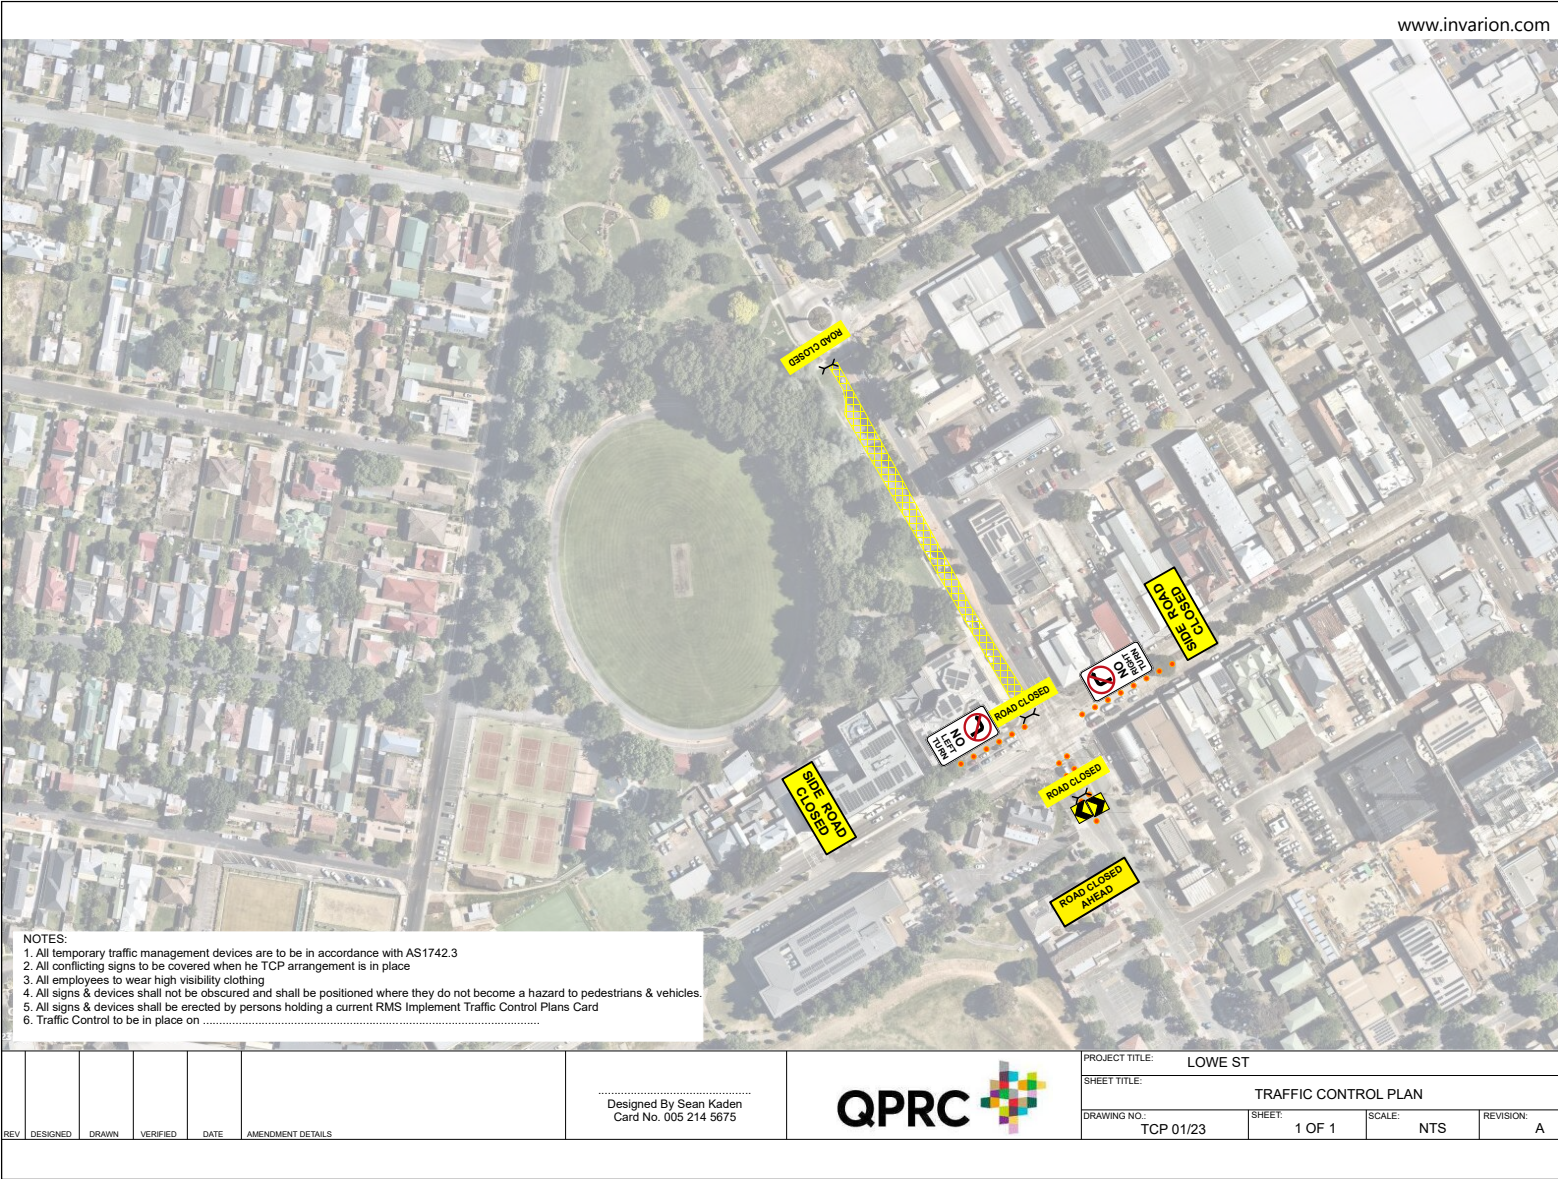 www.invarion.com
ROAD CLOSED
SIDE ROAD
CLOSED
NO
RIGHT
TURN
ROAD CLOSED
NO
LEFT
TURN
SIDE ROAD
CLOSED
ROAD CLOSED
ROAD CLOSED
AHEAD
NOTES:
1. All temporary traffic management devices are to be in accordance with AS1742.3
2. All conflicting signs to be covered when he TCP arrangement is in place
3. All employees to wear high visibility clothing
4. All signs & devices shall not be obscured and shall be positioned where they do not become a hazard to pedestrians & vehicles.
5. All signs & devices shall be erected by persons holding a current RMS Implement Traffic Control Plans Card
6. Traffic Control to be in place on ........................................................................................................
REV DESIGNED DRAWN VERIFIED DATE AMENDMENT DETAILS
...............................................
Designed By Sean Kaden
Card No. 005 214 5675
QPRC
PROJECT TITLE: LOWE ST
SHEET TITLE:
TRAFFIC CONTROL PLAN
DRAWING NO.: SHEET: SCALE: REVISION:
TCP 01/23 1 OF 1 NTS A